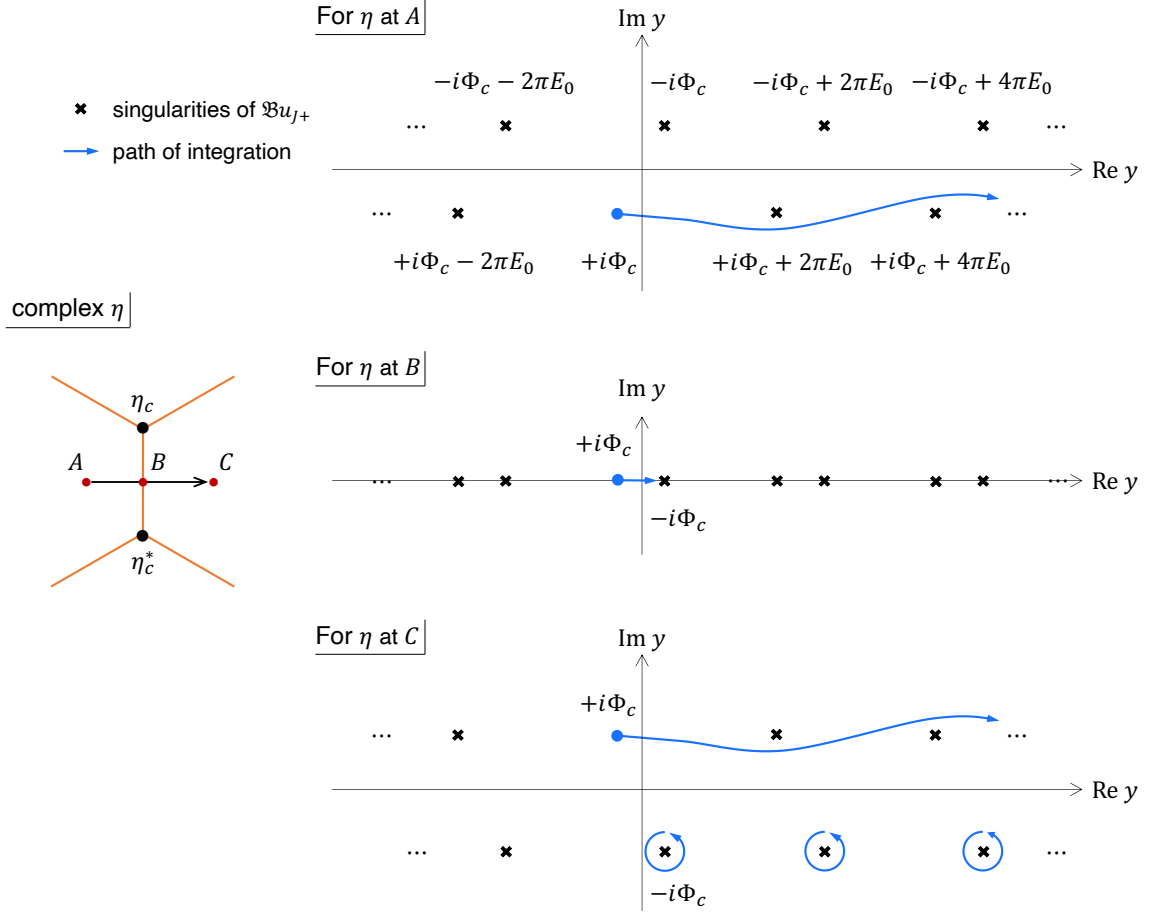 For η at A
Im y
−iΦ_c − 2πE_0
−iΦ_c
−iΦ_c + 2πE_0
−iΦ_c + 4πE_0
singularities of 𝔅u_{J+}
...
...
path of integration
Re y
...
...
+iΦ_c − 2πE_0
+iΦ_c
+iΦ_c + 2πE_0
+iΦ_c + 4πE_0
complex η
For η at B
Im y
η_c
+iΦ_c
A
B
C
...
...
Re y
−iΦ_c
η_c^*
For η at C
Im y
+iΦ_c
...
...
Re y
...
...
−iΦ_c